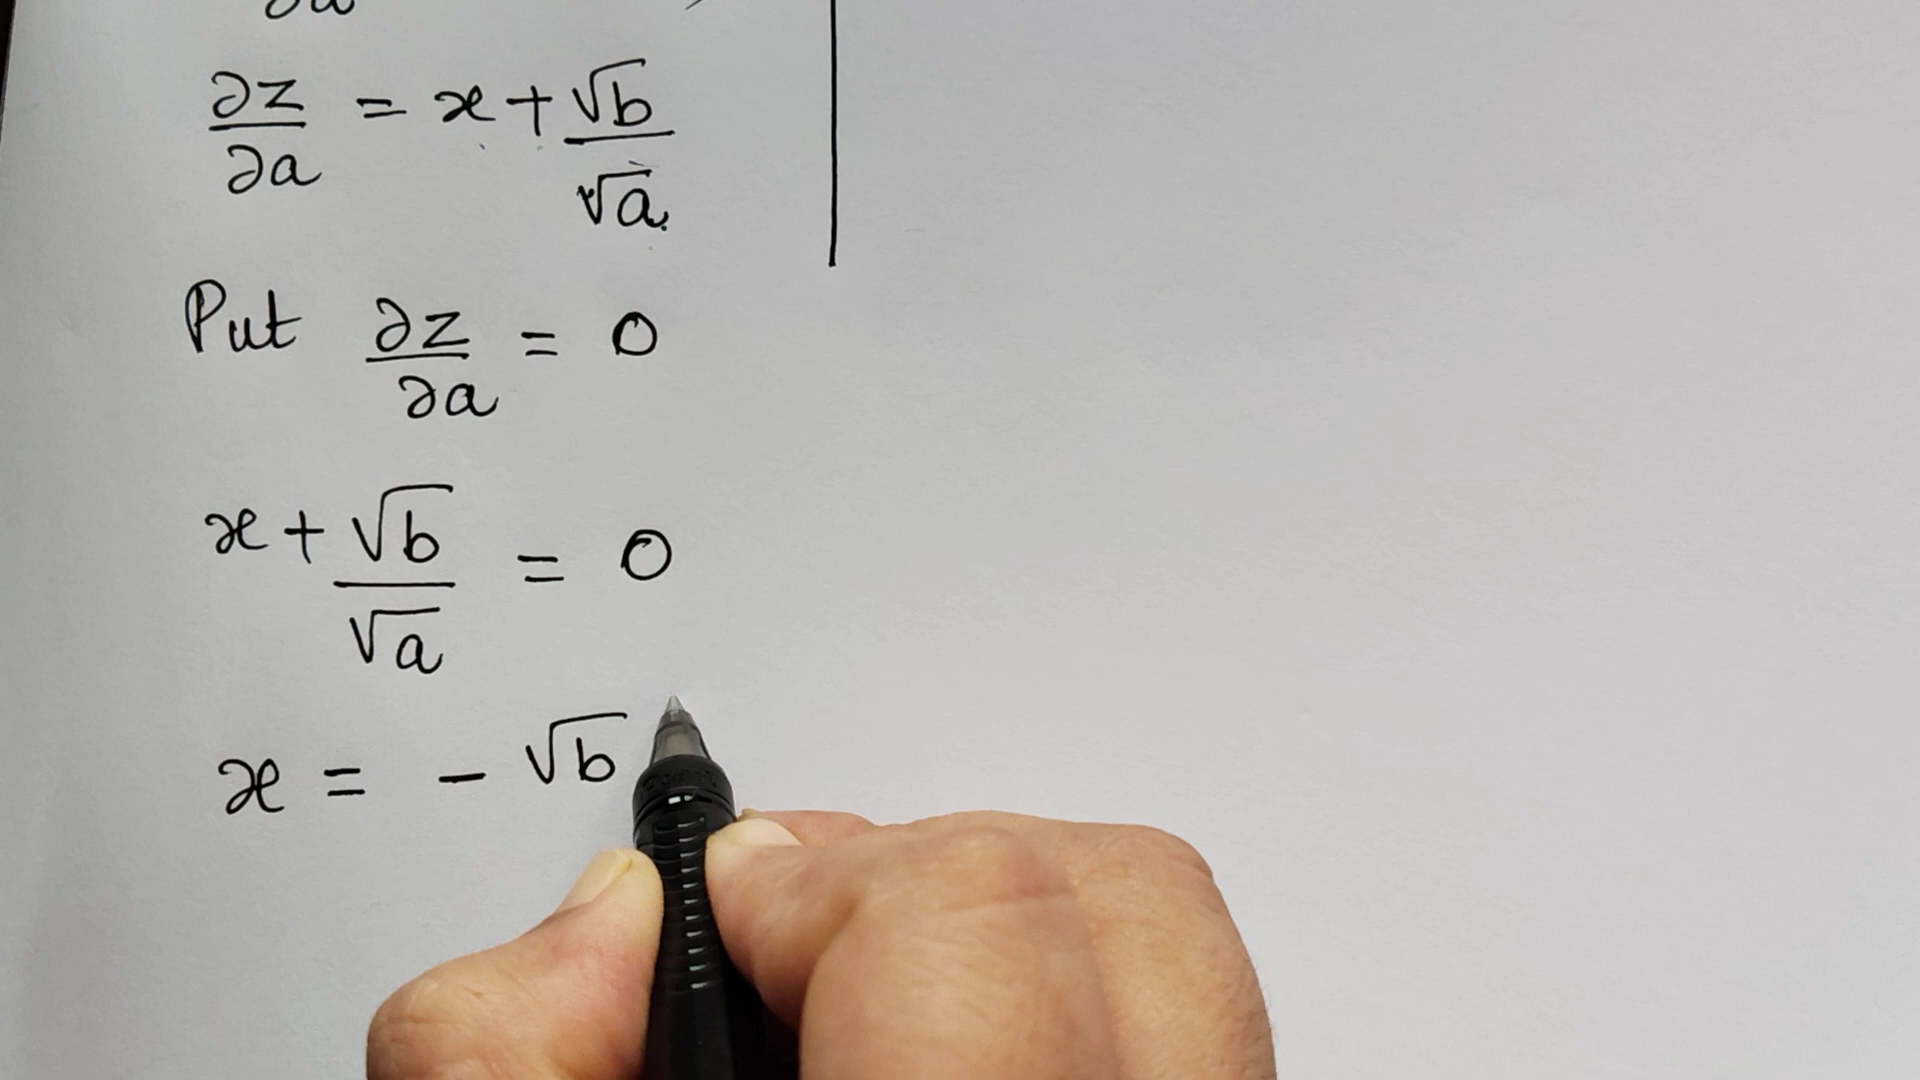 ∂a
∂z/∂a = x + √b/√a
Put ∂z/∂a = 0
x + √b/√a = 0
x = - √b